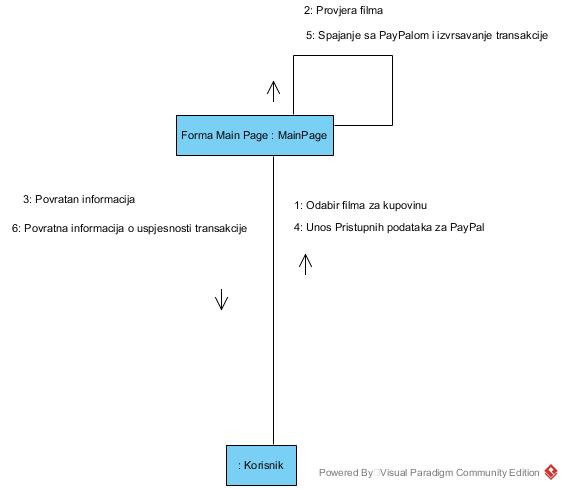 2: Provjera filma
5: Spajanje sa PayPalom i izvrsavanje transakcije
Forma Main Page : MainPage
3: Povratan informacija
6: Povratna informacija o uspjesnosti transakcije
1: Odabir filma za kupovinu
4: Unos Pristupnih podataka za PayPal
: Korisnik
Powered By Visual Paradigm Community Edition